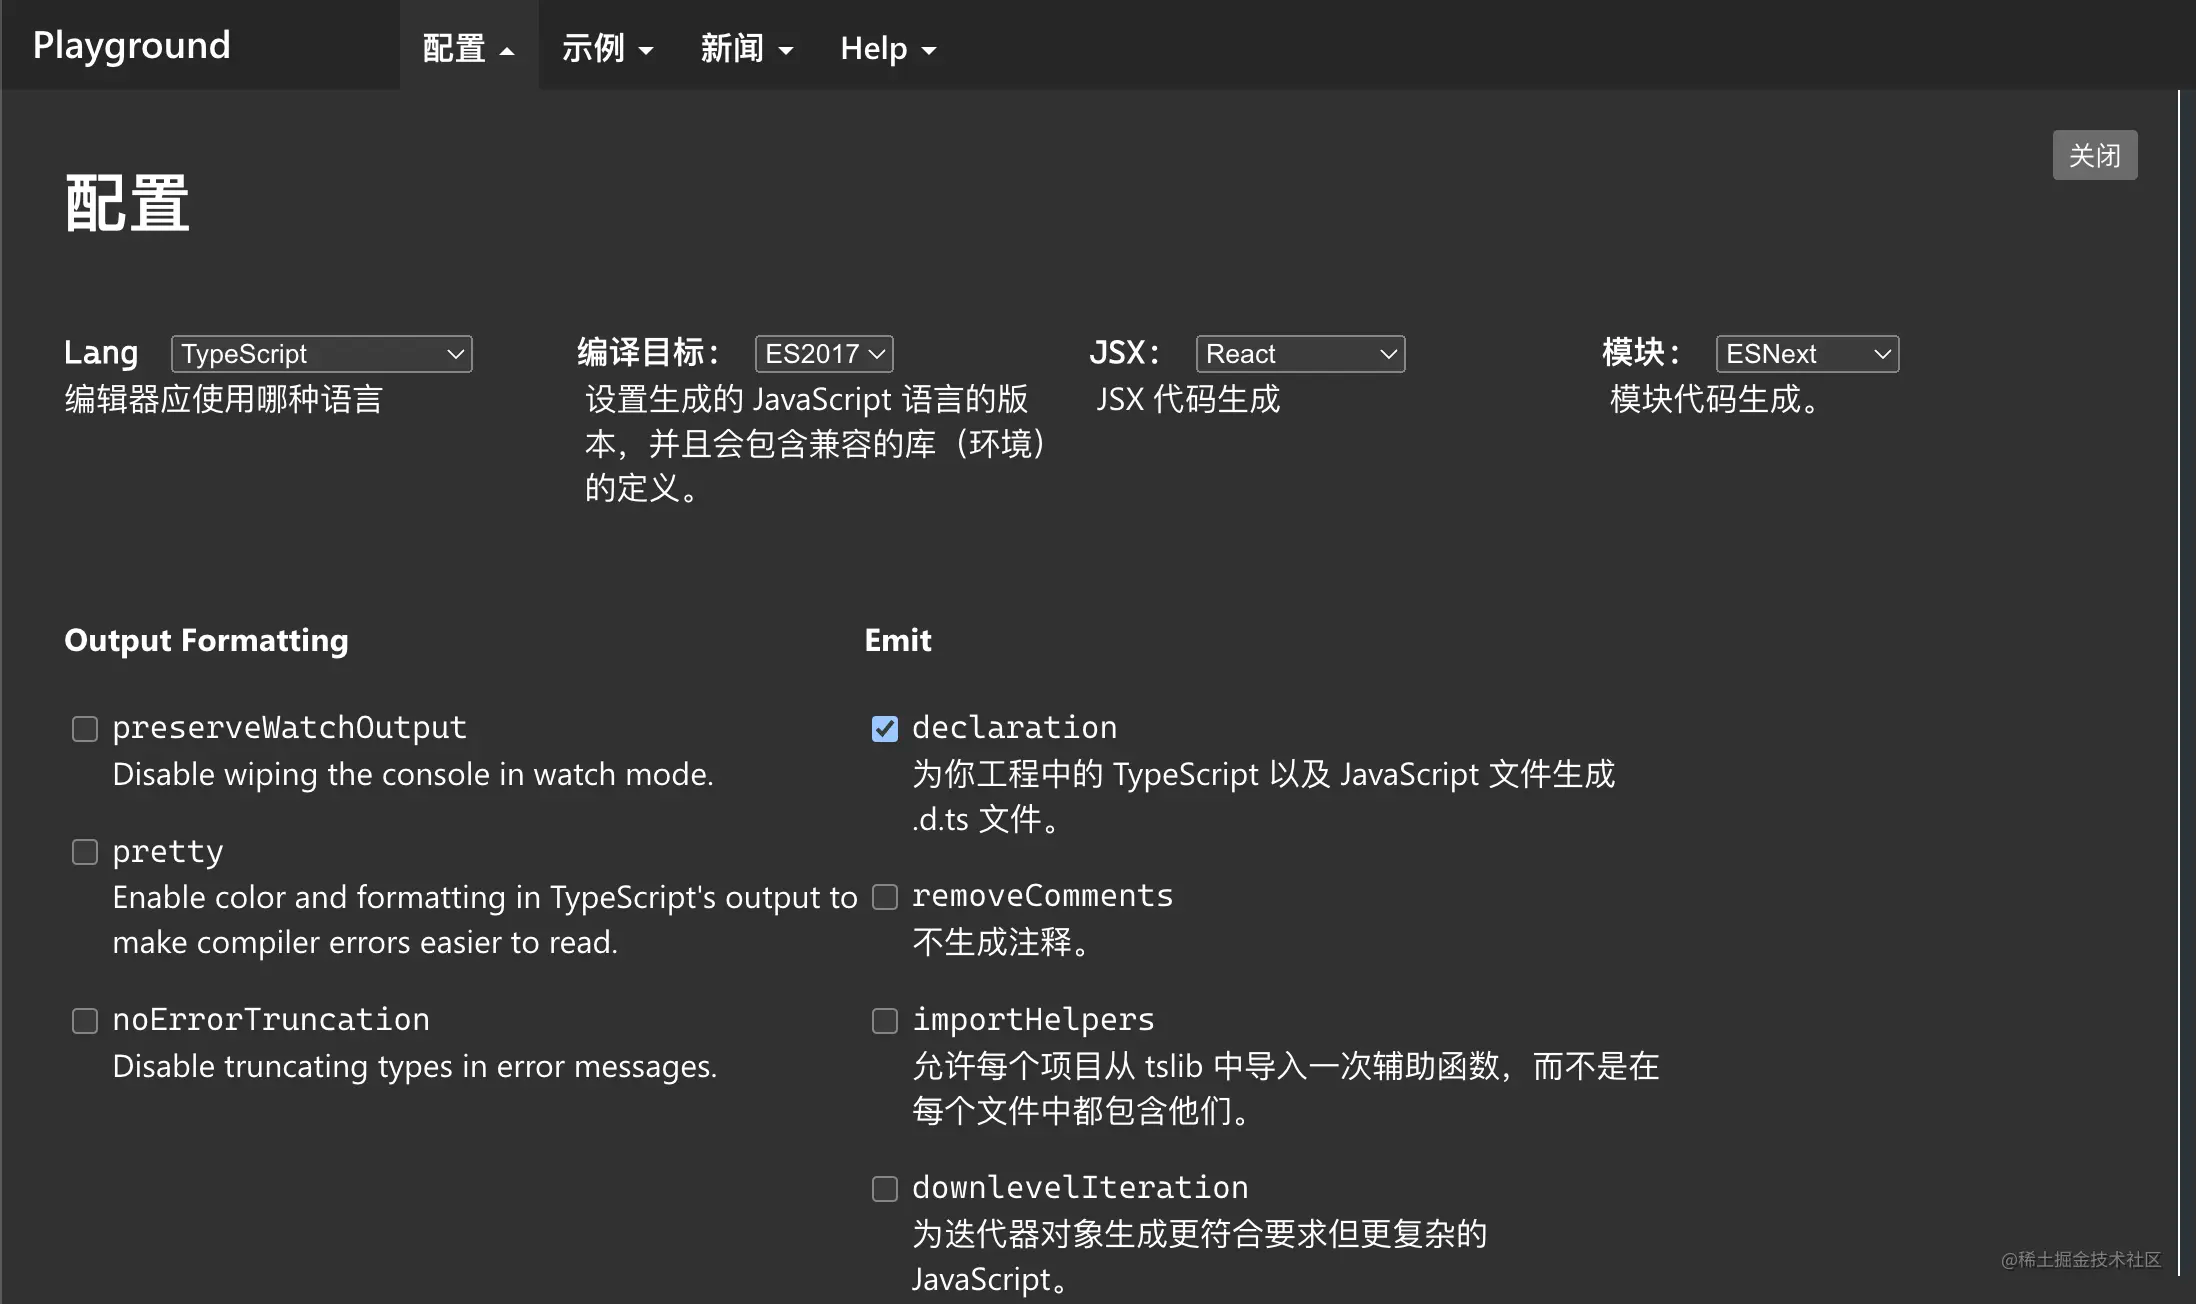 Playground
配置
示例
新闻
Help
关闭
配置
Lang
TypeScript
编辑器应使用哪种语言
编译目标：
ES2017
设置生成的 JavaScript 语言的版
本，并且会包含兼容的库（环境）
的定义。
JSX：
React
JSX 代码生成
模块：
ESNext
模块代码生成。
Output Formatting
preserveWatchOutput
Disable wiping the console in watch mode.
pretty
Enable color and formatting in TypeScript's output to
make compiler errors easier to read.
noErrorTruncation
Disable truncating types in error messages.
Emit
declaration
为你工程中的 TypeScript 以及 JavaScript 文件生成
.d.ts 文件。
removeComments
不生成注释。
importHelpers
允许每个项目从 tslib 中导入一次辅助函数，而不是在
每个文件中都包含他们。
downlevelIteration
为迭代器对象生成更符合要求但更复杂的
JavaScript。
@稀土掘金技术社区